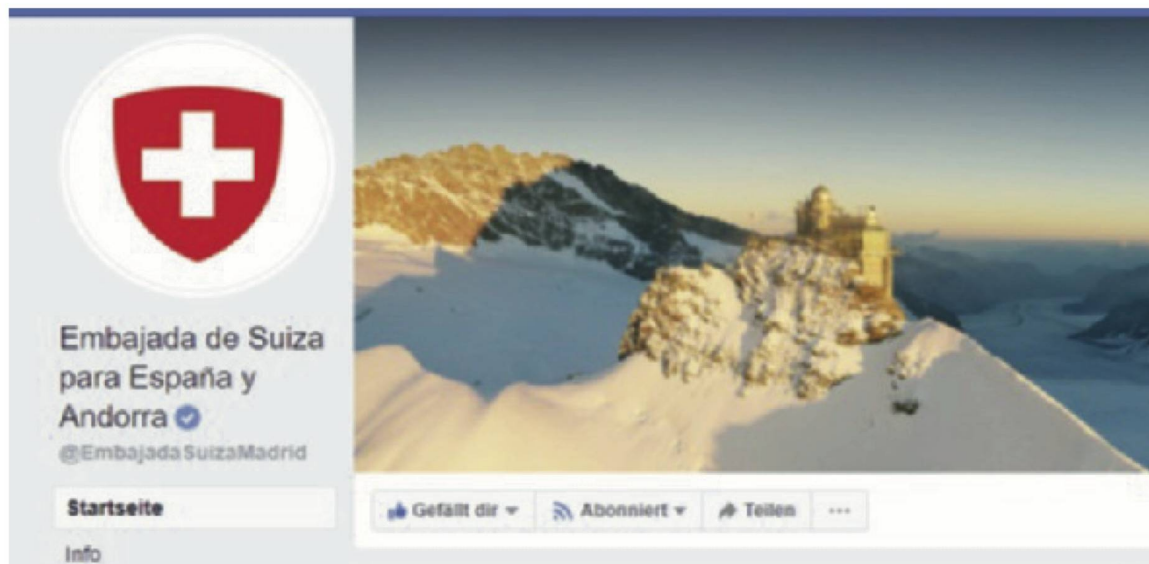 Embajada de Suiza
para España y
Andorra
@EmbajadaSuizaMadrid
Startseite
Info
Gefällt dir
Abonniert
Teilen